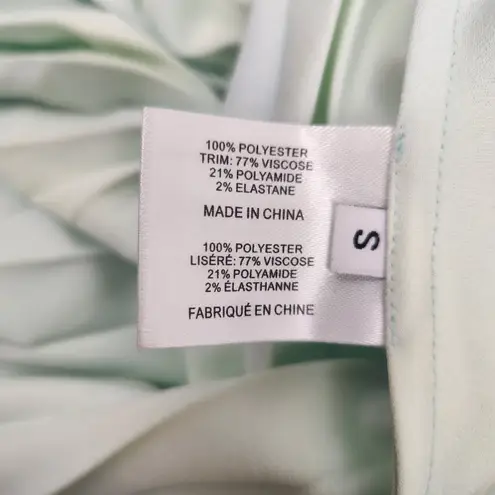 100% POLYESTER
TRIM: 77% VISCOSE
21% POLYAMIDE
2% ELASTANE
MADE IN CHINA
100% POLYESTER
LISÉRÉ: 77% VISCOSE
21% POLYAMIDE
2% ÉLASTHANNE
FABRIQUÉ EN CHINE
S